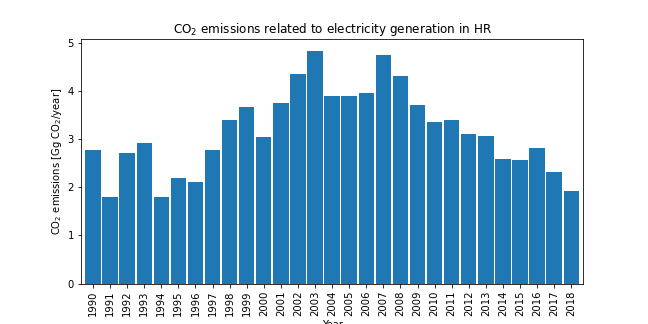 CO₂ emissions related to electricity generation in HR
CO₂ emissions [Gg CO₂/year]
5
4
3
2
1
0
1990 1991 1992 1993 1994 1995 1996 1997 1998 1999 2000 2001 2002 2003 2004 2005 2006 2007 2008 2009 2010 2011 2012 2013 2014 2015 2016 2017 2018
Year